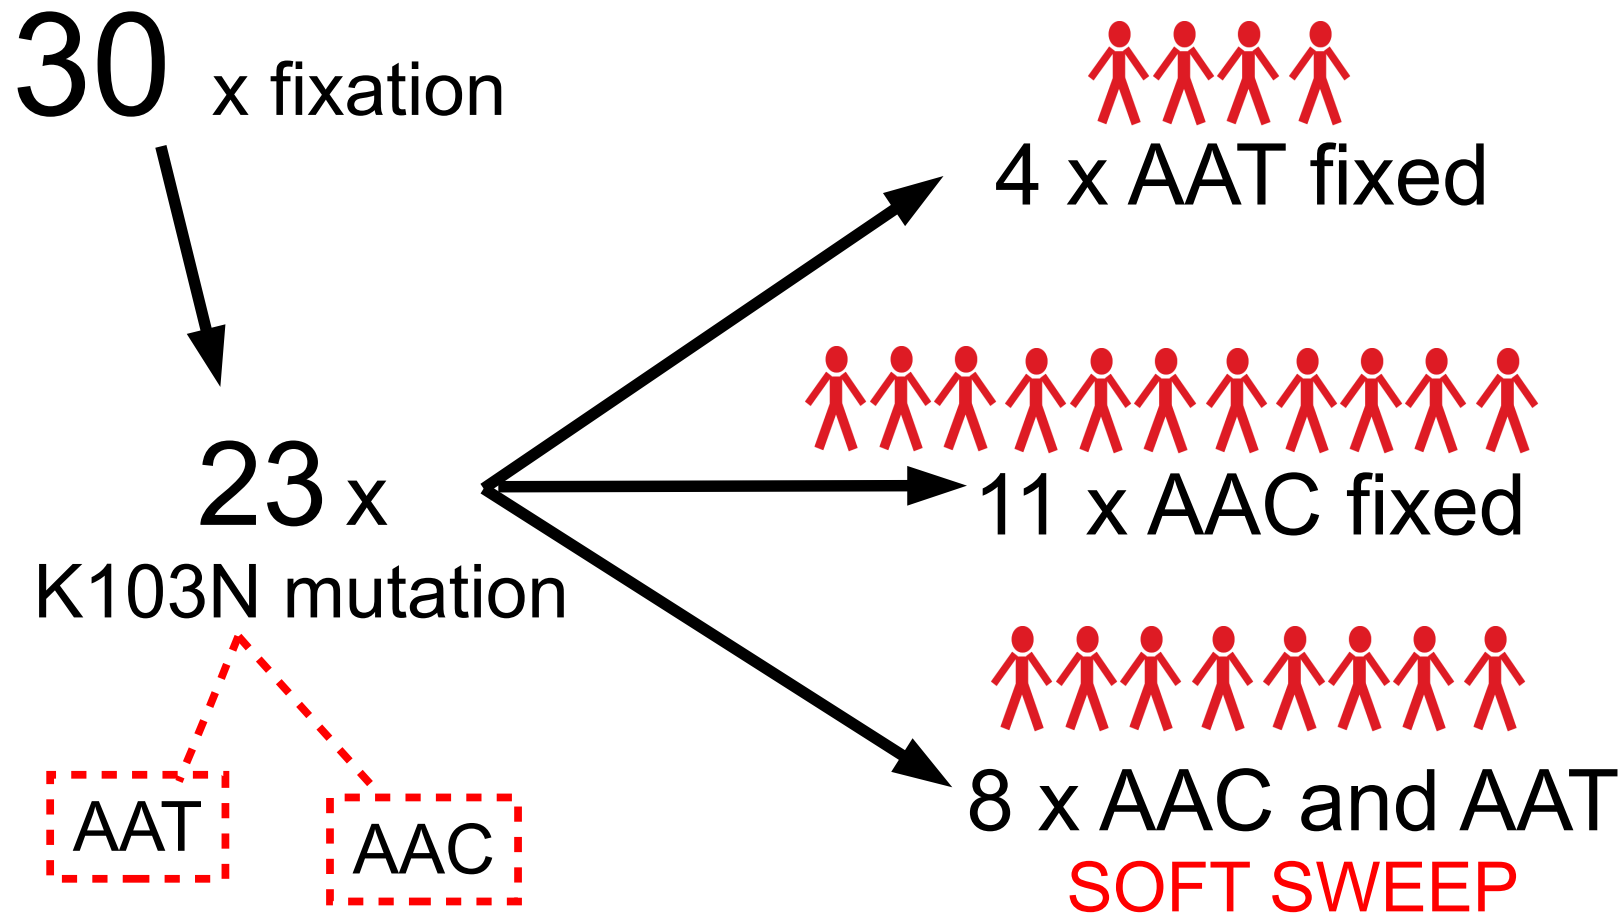 30 x fixation
4 x AAT fixed
23 x
K103N mutation
11 x AAC fixed
AAT
AAC
8 x AAC and AAT
SOFT SWEEP